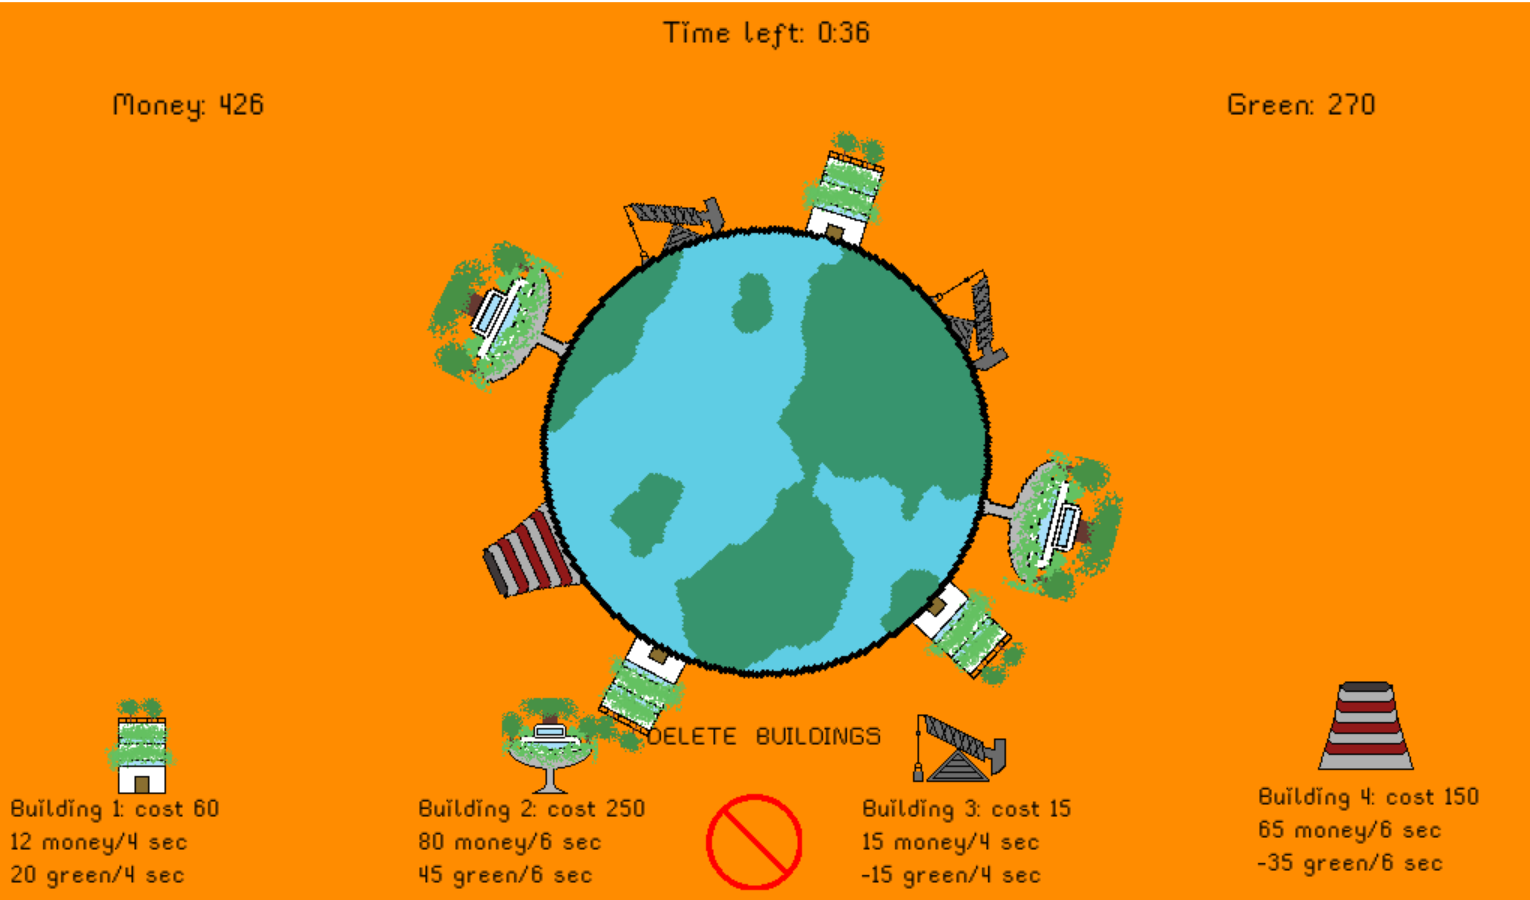 Time left: 0:36
Money: 426
Green: 270
DELETE BUILDINGS
Building 1: cost 60
12 money/4 sec
20 green/4 sec
Building 2: cost 250
80 money/6 sec
45 green/6 sec
Building 3: cost 15
15 money/4 sec
-15 green/4 sec
Building 4: cost 150
65 money/6 sec
-35 green/6 sec